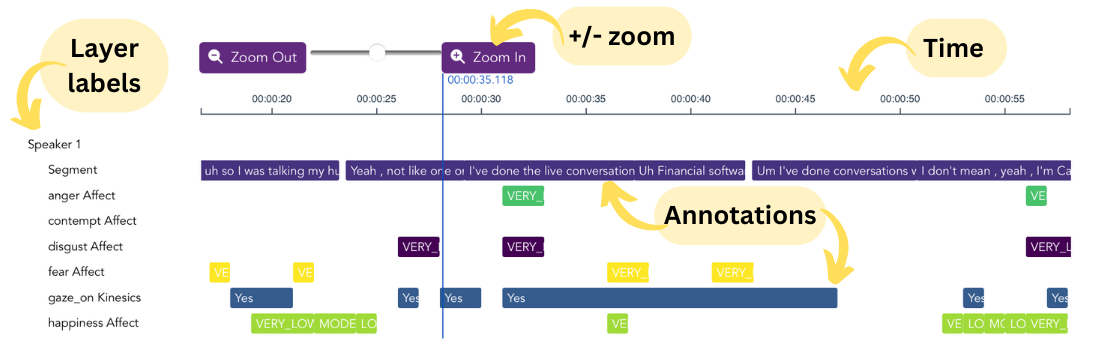 Layer
labels
Zoom Out
Zoom In
+/- zoom
Time
00:00:35.118
00:00:20 00:00:25 00:00:30 00:00:35 00:00:40 00:00:45 00:00:50 00:00:55
Speaker 1
Segment uh so I was talking my hu Yeah , not like one or I've done the live conversation Uh Financial softwa Um I've done conversations v I don't mean , yeah , I'm Ca
anger Affect VERY_ VE
Annotations
contempt Affect
disgust Affect VERY_ VERY_ VERY_L
fear Affect VE VE VERY_ VERY_
gaze_on Kinesics Yes Yes Yes Yes Yes Yes
happiness Affect VERY_LOW MODE LO VE VE LO MO LO VERY_